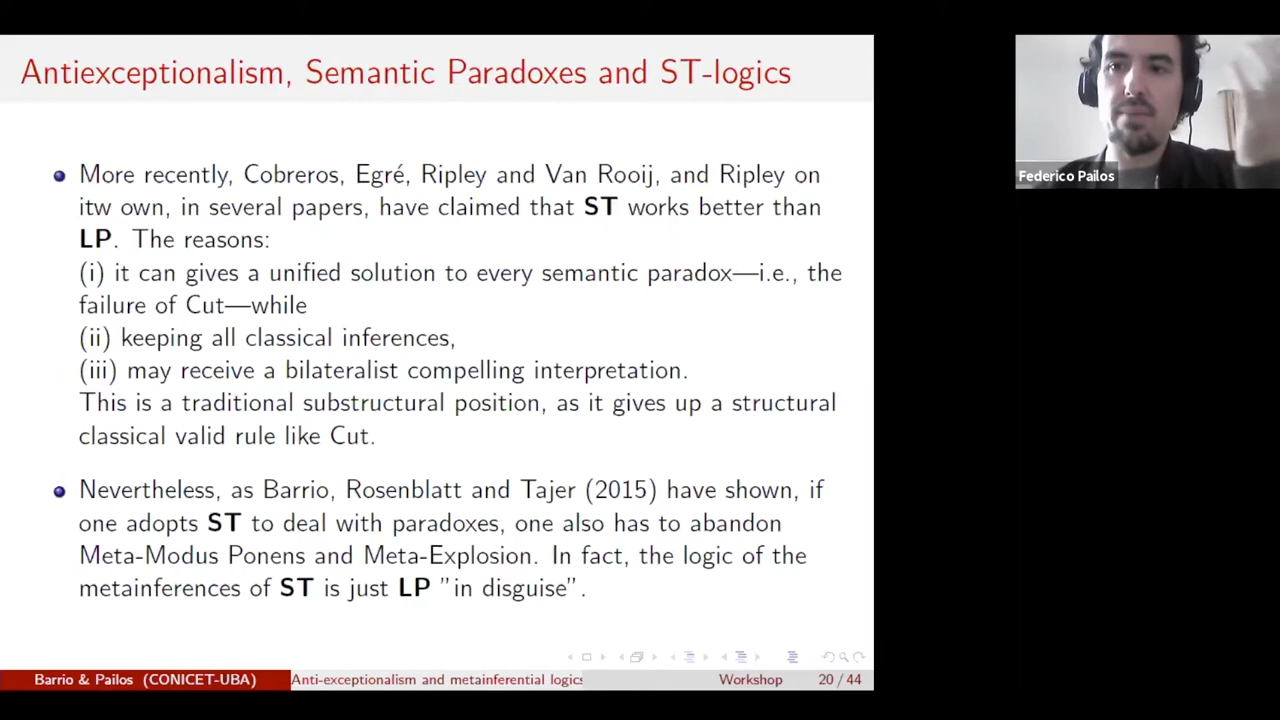 Antiexceptionalism, Semantic Paradoxes and ST-logics
More recently, Cobreros, Egré, Ripley and Van Rooij, and Ripley on
itw own, in several papers, have claimed that ST works better than
LP. The reasons:
(i) it can gives a unified solution to every semantic paradox—i.e., the
failure of Cut—while
(ii) keeping all classical inferences,
(iii) may receive a bilateralist compelling interpretation.
This is a traditional substructural position, as it gives up a structural
classical valid rule like Cut.
Nevertheless, as Barrio, Rosenblatt and Tajer (2015) have shown, if
one adopts ST to deal with paradoxes, one also has to abandon
Meta-Modus Ponens and Meta-Explosion. In fact, the logic of the
metainferences of ST is just LP "in disguise".
Barrio & Pailos (CONICET-UBA) Anti-exceptionalism and metainferential logics Workshop 20 / 44
Federico Pailos